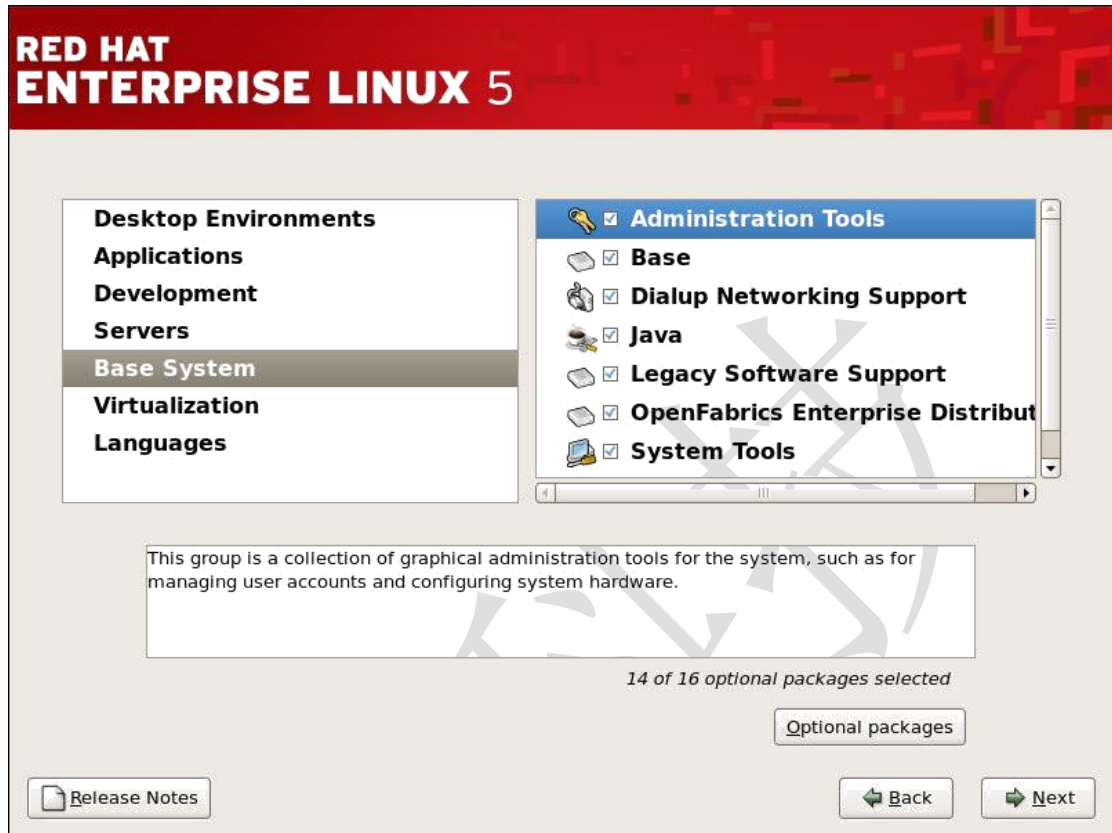 RED HAT
ENTERPRISE LINUX 5
Desktop Environments
Applications
Development
Servers
Base System
Virtualization
Languages
Administration Tools
Base
Dialup Networking Support
Java
Legacy Software Support
OpenFabrics Enterprise Distribut
System Tools
This group is a collection of graphical administration tools for the system, such as for
managing user accounts and configuring system hardware.
14 of 16 optional packages selected
Optional packages
Release Notes
Back
Next